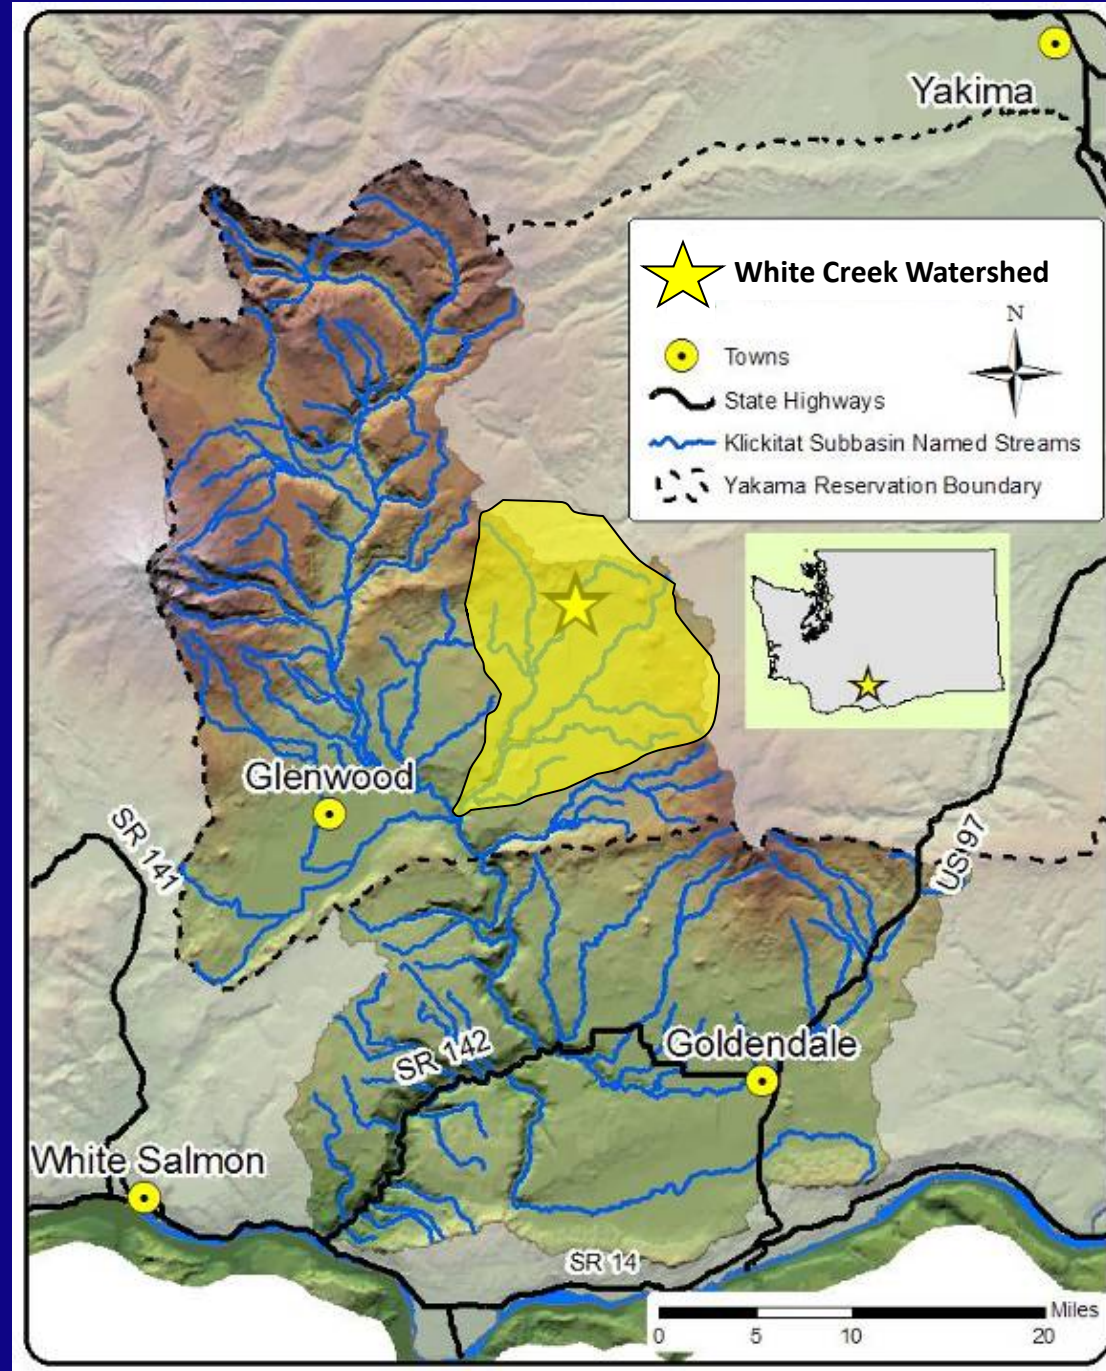 Yakima
White Creek Watershed
N
Towns
State Highways
Klickitat Subbasin Named Streams
Yakama Reservation Boundary
Glenwood
SR 141
US 97
SR 142
Goldendale
White Salmon
SR 14
Miles
0 5 10 20